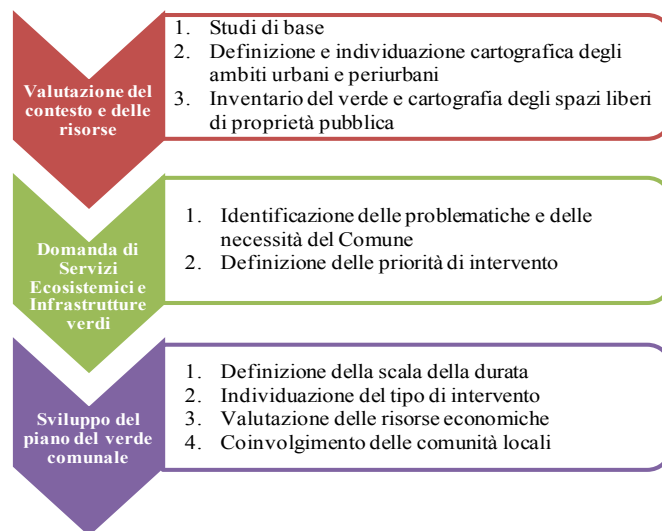 Valutazione del
contesto e delle
risorse
1. Studi di base
2. Definizione e individuazione cartografica degli
ambiti urbani e periurbani
3. Inventario del verde e cartografia degli spazi liberi
di proprietà pubblica
Domanda di
Servizi
Ecosistemici e
Infrastrutture
verdi
1. Identificazione delle problematiche e delle
necessità del Comune
2. Definizione delle priorità di intervento
Sviluppo del
piano del verde
comunale
1. Definizione della scala della durata
2. Individuazione del tipo di intervento
3. Valutazione delle risorse economiche
4. Coinvolgimento delle comunità locali